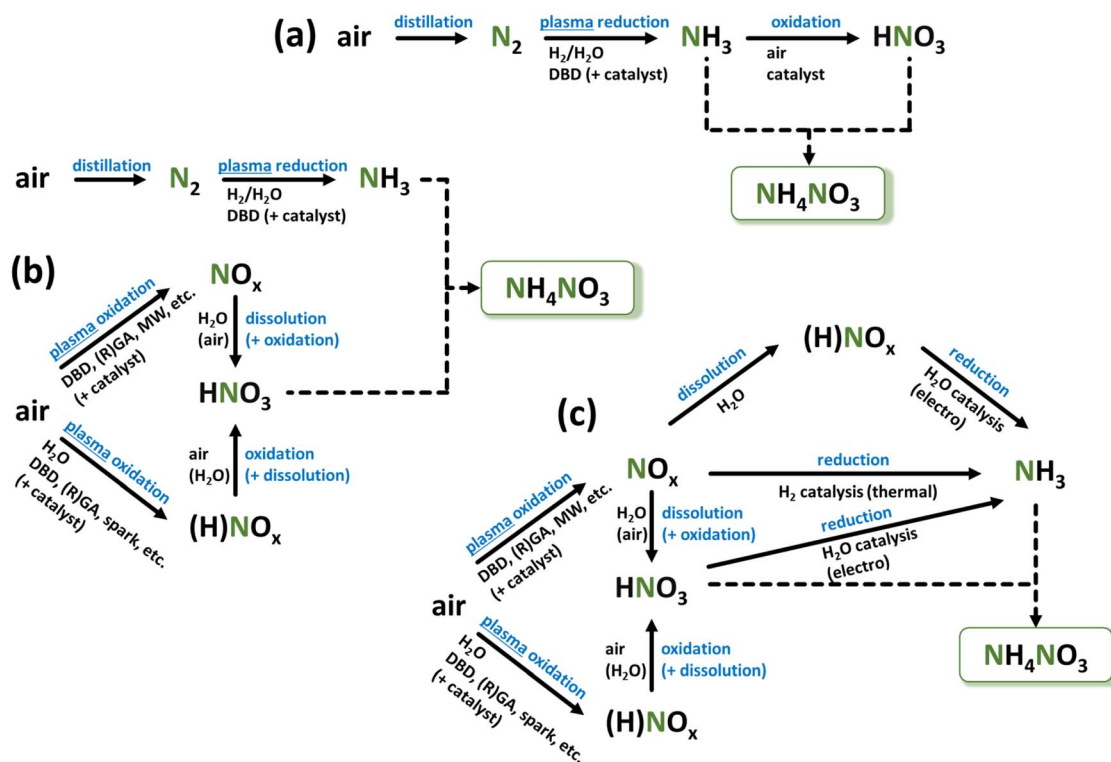 (a)
air
distillation
N₂
plasma reduction
H₂/H₂O
DBD (+ catalyst)
NH₃
oxidation
air
catalyst
HNO₃
NH₄NO₃
air
distillation
N₂
plasma reduction
H₂/H₂O
DBD (+ catalyst)
NH₃
(b)
air
plasma oxidation
DBD, (R)GA, MW, etc.
(+ catalyst)
NOₓ
H₂O
(air)
dissolution
(+ oxidation)
HNO₃
plasma oxidation
H₂O
DBD, (R)GA, spark, etc.
(+ catalyst)
(H)NOₓ
air
(H₂O)
oxidation
(+ dissolution)
NH₄NO₃
(c)
air
plasma oxidation
DBD, (R)GA, MW, etc.
(+ catalyst)
NOₓ
dissolution
H₂O
(H)NOₓ
reduction
H₂O catalysis
(electro)
NH₃
reduction
H₂ catalysis (thermal)
H₂O
(air)
dissolution
(+ oxidation)
HNO₃
reduction
H₂O catalysis
(electro)
plasma oxidation
H₂O
DBD, (R)GA, spark, etc.
(+ catalyst)
(H)NOₓ
air
(H₂O)
oxidation
(+ dissolution)
NH₄NO₃